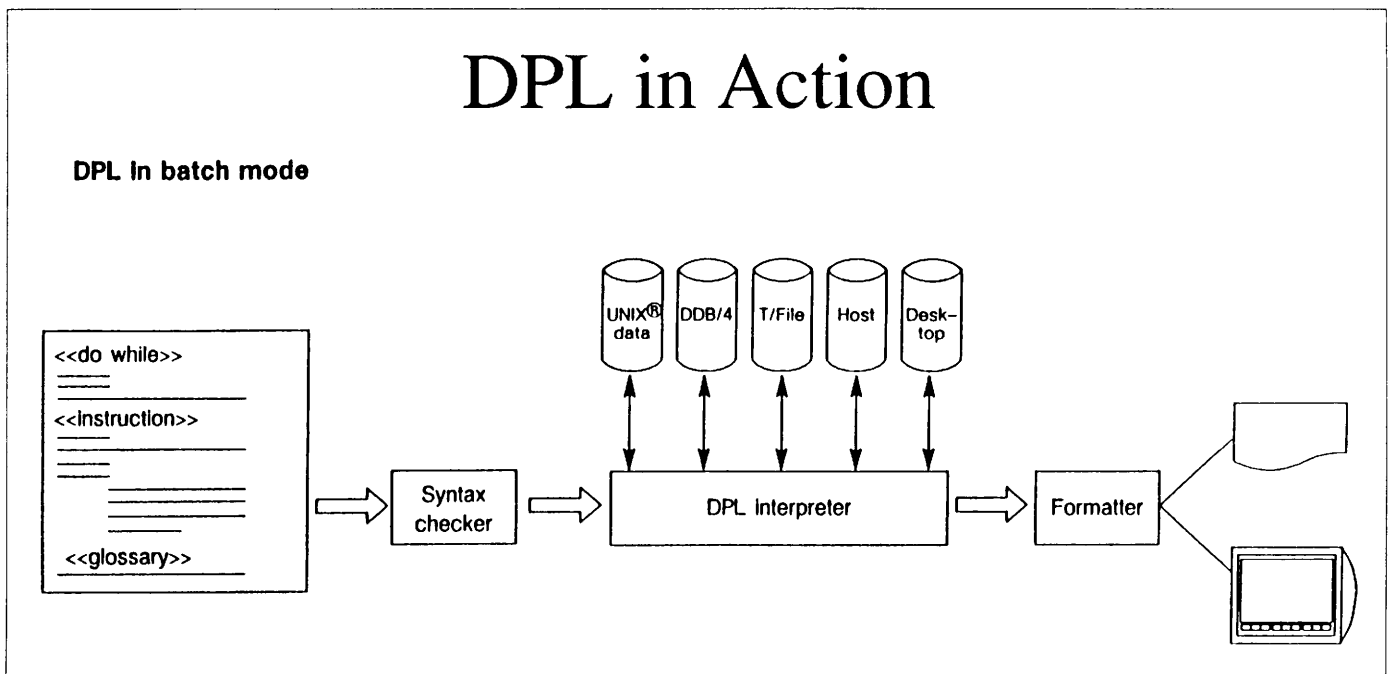 DPL in Action
DPL in batch mode
UNIX®
data
DDB/4
T/File
Host
Desk-
top
<<do while>>
<<instruction>>
<<glossary>>
Syntax
checker
DPL Interpreter
Formatter